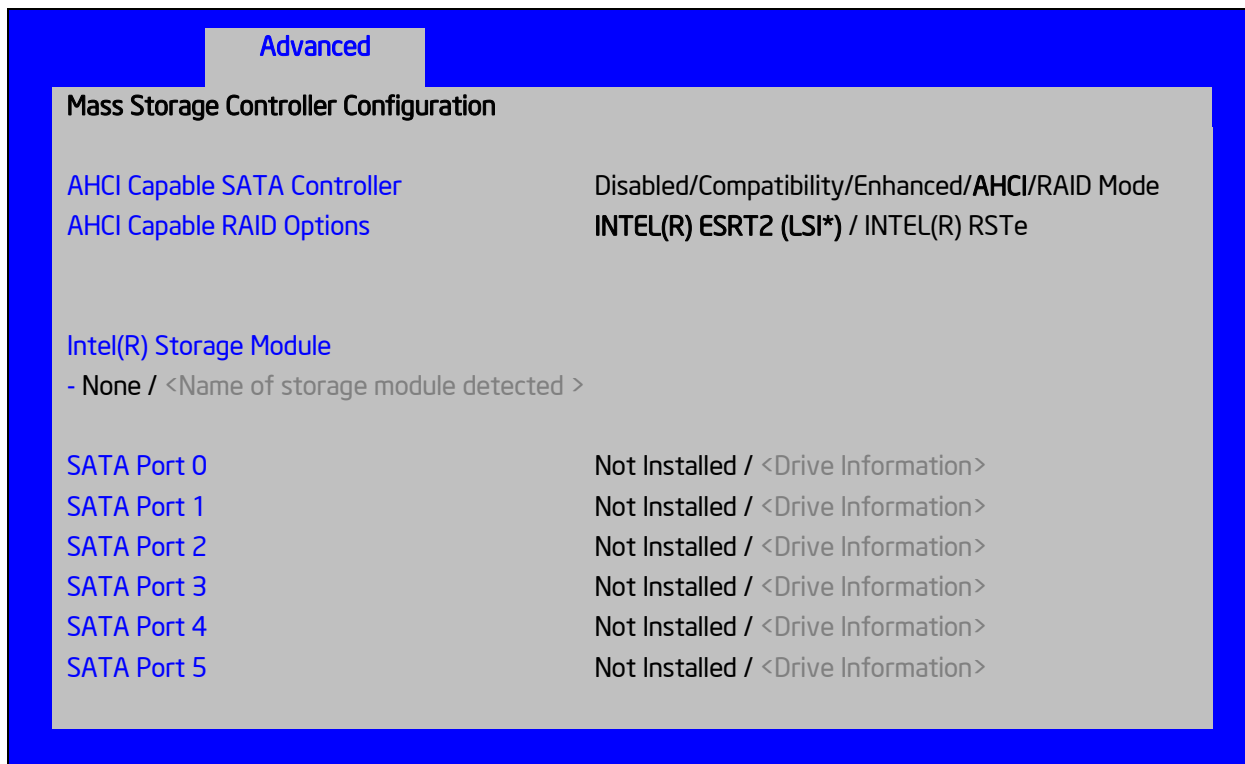 Advanced
Mass Storage Controller Configuration
AHCI Capable SATA Controller Disabled/Compatibility/Enhanced/AHCI/RAID Mode
AHCI Capable RAID Options INTEL(R) ESRT2 (LSI*) / INTEL(R) RSTe
Intel(R) Storage Module
- None / <Name of storage module detected >
SATA Port 0 Not Installed / <Drive Information>
SATA Port 1 Not Installed / <Drive Information>
SATA Port 2 Not Installed / <Drive Information>
SATA Port 3 Not Installed / <Drive Information>
SATA Port 4 Not Installed / <Drive Information>
SATA Port 5 Not Installed / <Drive Information>